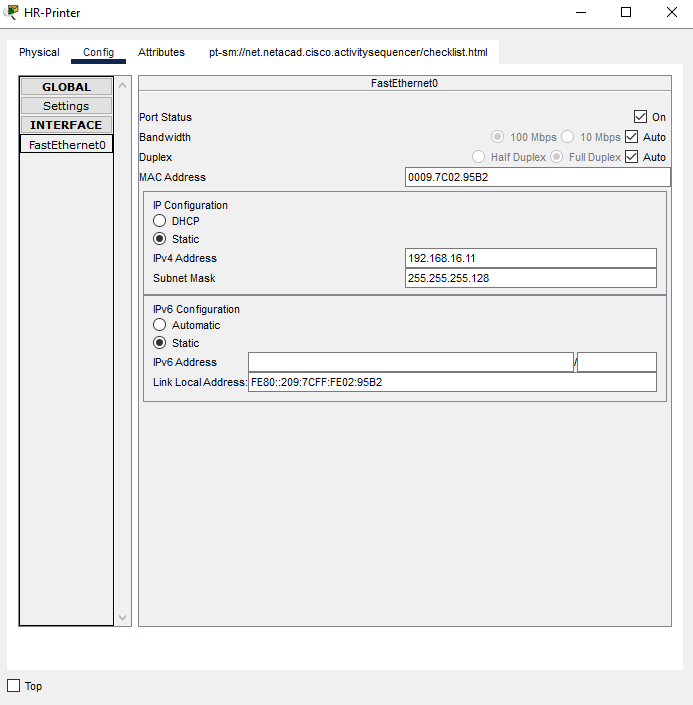 HR-Printer
Physical Config Attributes pt-sm://net.netacad.cisco.activitysequencer/checklist.html
GLOBAL
Settings
INTERFACE
FastEthernet0
FastEthernet0
Port Status On
Bandwidth 100 Mbps 10 Mbps Auto
Duplex Half Duplex Full Duplex Auto
MAC Address 0009.7C02.95B2
IP Configuration
DHCP
Static
IPv4 Address 192.168.16.11
Subnet Mask 255.255.255.128
IPv6 Configuration
Automatic
Static
IPv6 Address /
Link Local Address: FE80::209:7CFF:FE02:95B2
Top